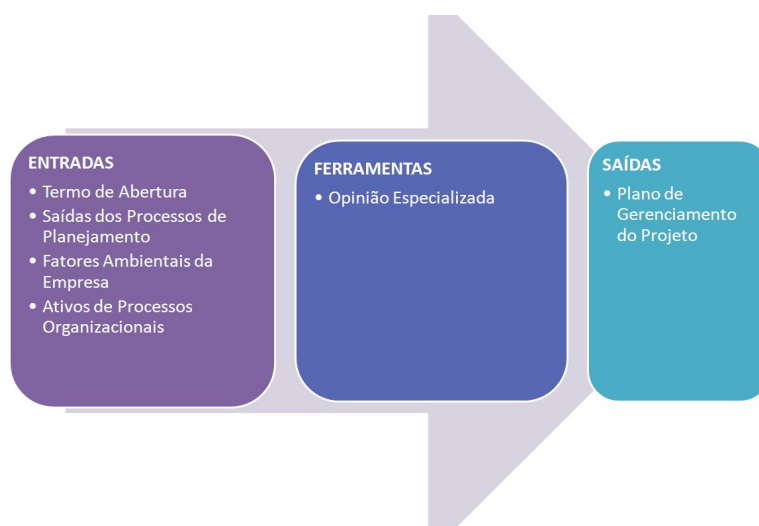 ENTRADAS
• Termo de Abertura
• Saídas dos Processos de
Planejamento
• Fatores Ambientais da
Empresa
• Ativos de Processos
Organizacionais
FERRAMENTAS
• Opinião Especializada
SAÍDAS
• Plano de
Gerenciamento
do Projeto